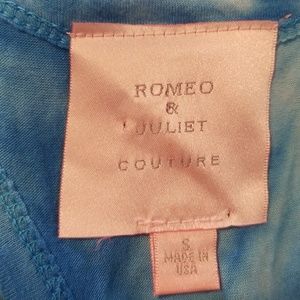 ROMEO
&
JULIET
COUTURE
S
MADE IN
USA